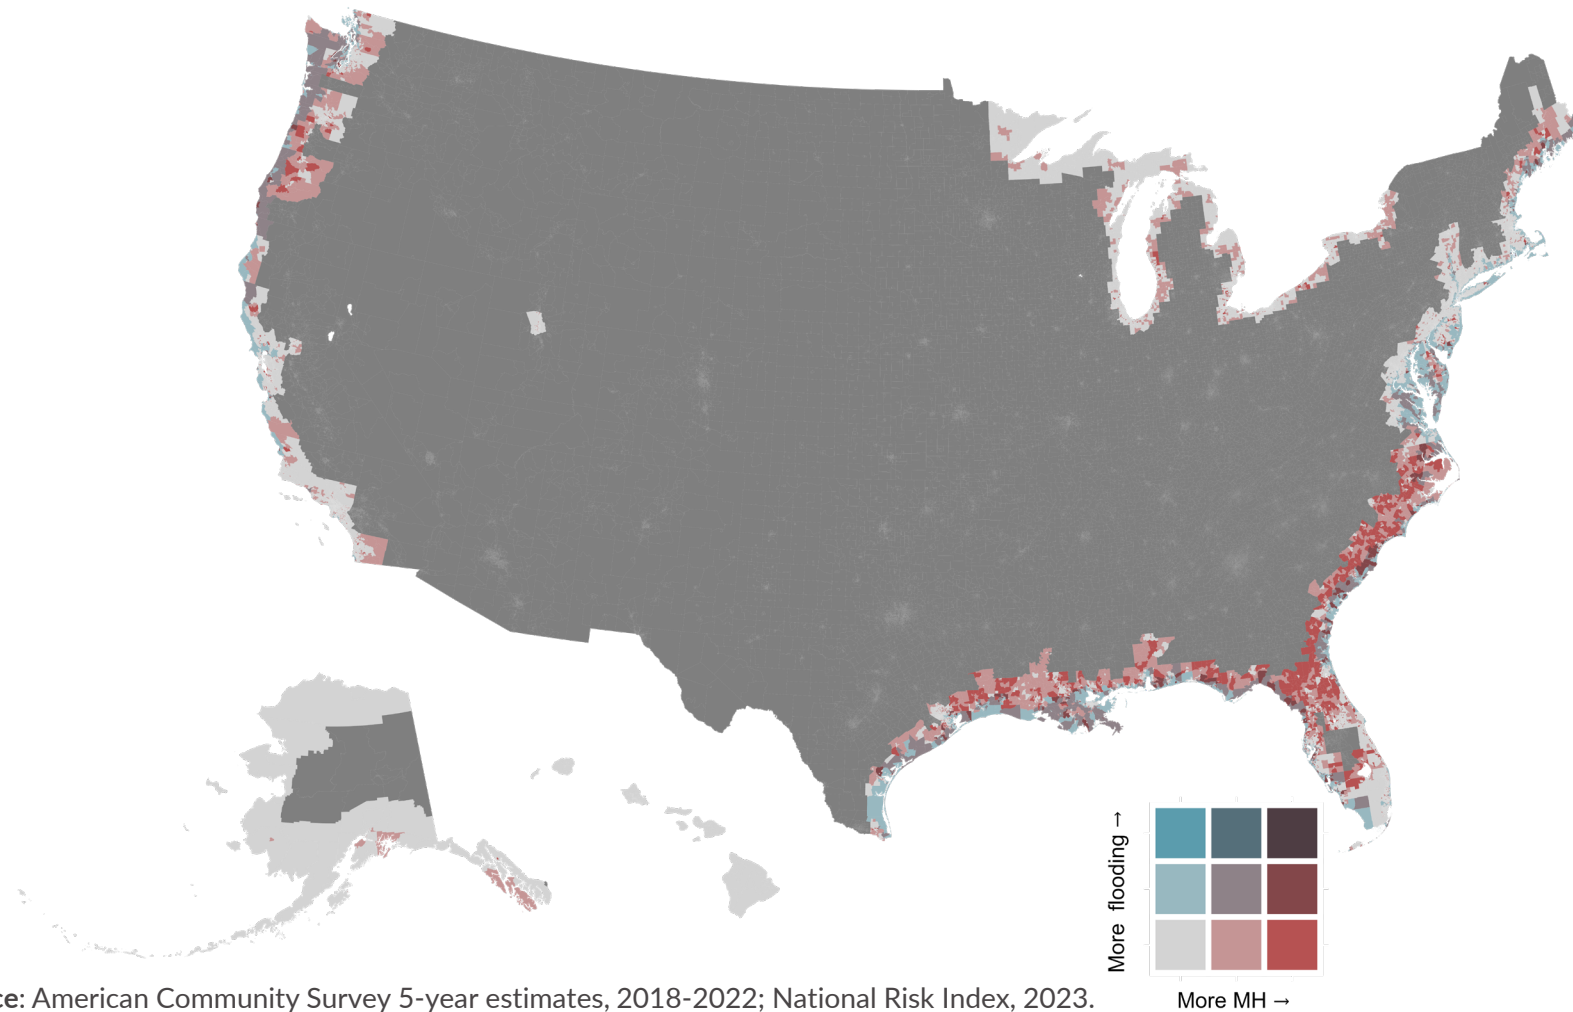 More flooding →
More MH →
ce: American Community Survey 5-year estimates, 2018-2022; National Risk Index, 2023.